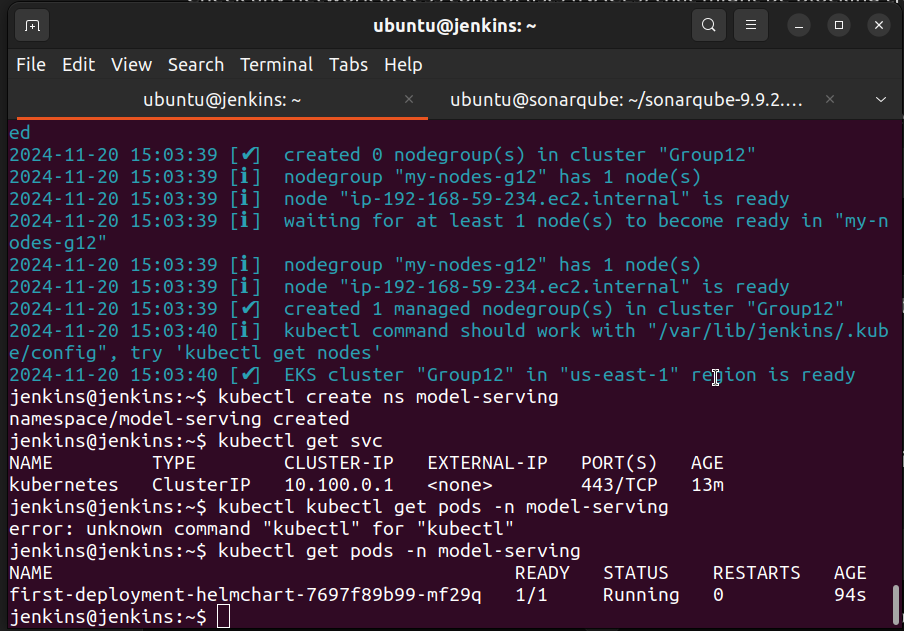 ubuntu@jenkins: ~
File Edit View Search Terminal Tabs Help
ubuntu@jenkins: ~ × ubuntu@sonarqube: ~/sonarqube-9.9.2.... ×
ed
2024-11-20 15:03:39 [✔]  created 0 nodegroup(s) in cluster "Group12"
2024-11-20 15:03:39 [ℹ]  nodegroup "my-nodes-g12" has 1 node(s)
2024-11-20 15:03:39 [ℹ]  node "ip-192-168-59-234.ec2.internal" is ready
2024-11-20 15:03:39 [ℹ]  waiting for at least 1 node(s) to become ready in "my-n
odes-g12"
2024-11-20 15:03:39 [ℹ]  nodegroup "my-nodes-g12" has 1 node(s)
2024-11-20 15:03:39 [ℹ]  node "ip-192-168-59-234.ec2.internal" is ready
2024-11-20 15:03:39 [✔]  created 1 managed nodegroup(s) in cluster "Group12"
2024-11-20 15:03:40 [ℹ]  kubectl command should work with "/var/lib/jenkins/.kub
e/config", try 'kubectl get nodes'
2024-11-20 15:03:40 [✔]  EKS cluster "Group12" in "us-east-1" region is ready
jenkins@jenkins:~$ kubectl create ns model-serving
namespace/model-serving created
jenkins@jenkins:~$ kubectl get svc
NAME         TYPE        CLUSTER-IP   EXTERNAL-IP   PORT(S)   AGE
kubernetes   ClusterIP   10.100.0.1   <none>        443/TCP   13m
jenkins@jenkins:~$ kubectl kubectl get pods -n model-serving
error: unknown command "kubectl" for "kubectl"
jenkins@jenkins:~$ kubectl get pods -n model-serving
NAME                                          READY   STATUS    RESTARTS   AGE
first-deployment-helmchart-7697f89b99-mf29q   1/1     Running   0          94s
jenkins@jenkins:~$